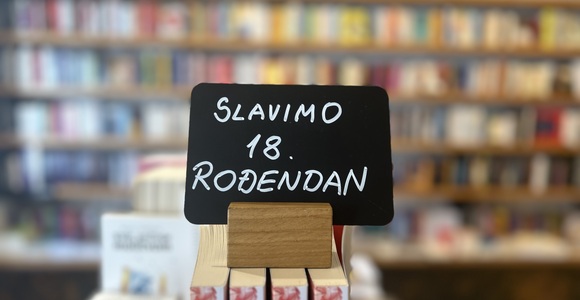 SLAVIMO
18.
ROĐENDAN